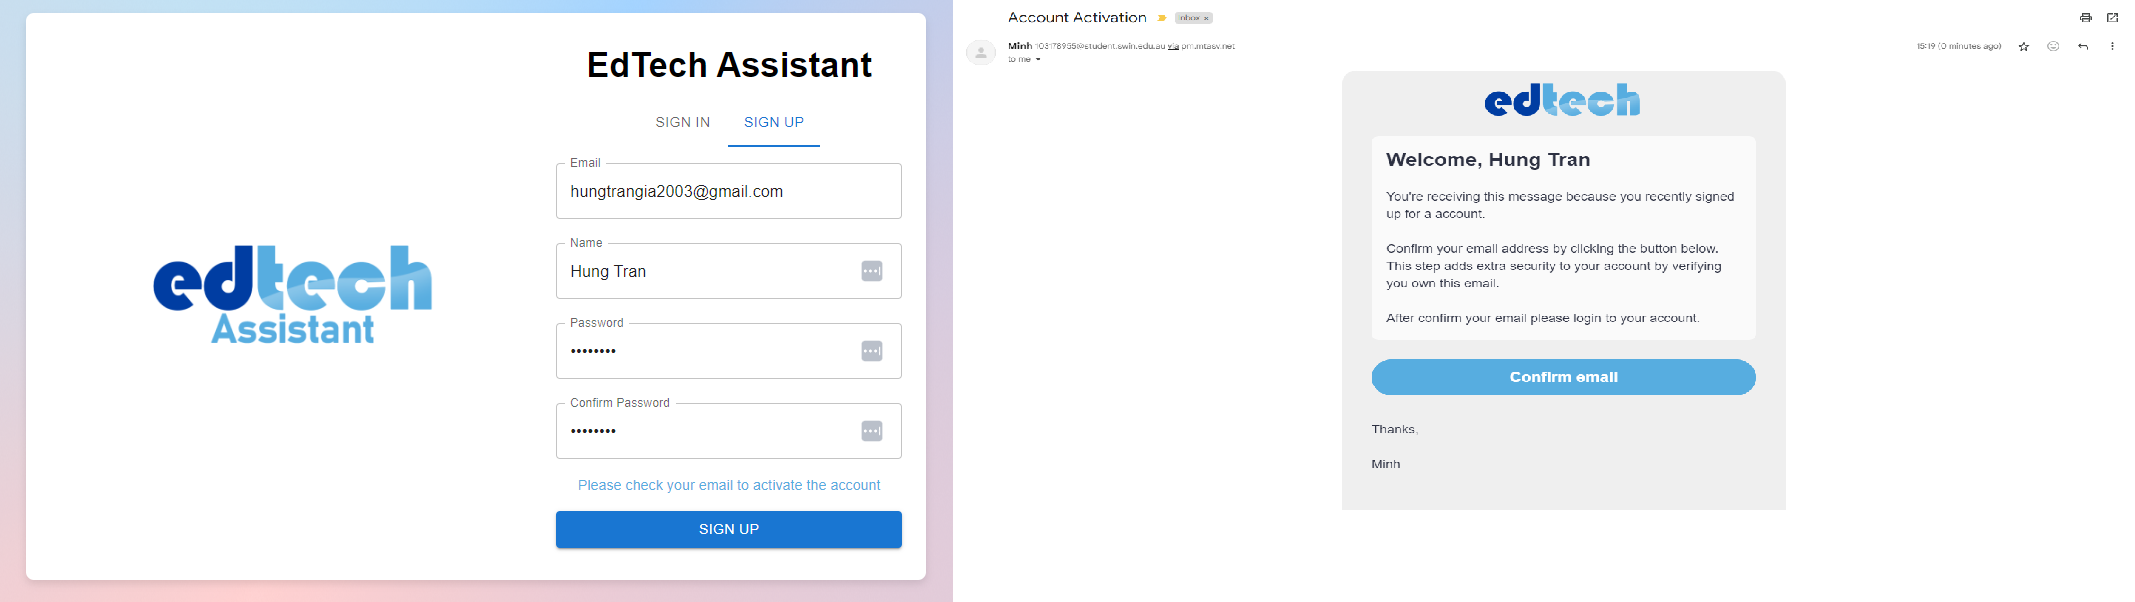 EdTech Assistant
SIGN IN
SIGN UP
Email
hungtrangia2003@gmail.com
Name
Hung Tran
Password
••••••••
Confirm Password
••••••••
Please check your email to activate the account
SIGN UP
edtech
Assistant
Account Activation
Inbox x
Minh 103178955@student.swin.edu.au via pm.mtasv.net
to me
15:19 (0 minutes ago)
edtech
Welcome, Hung Tran
You're receiving this message because you recently signed
up for a account.
Confirm your email address by clicking the button below.
This step adds extra security to your account by verifying
you own this email.
After confirm your email please login to your account.
Confirm email
Thanks,
Minh